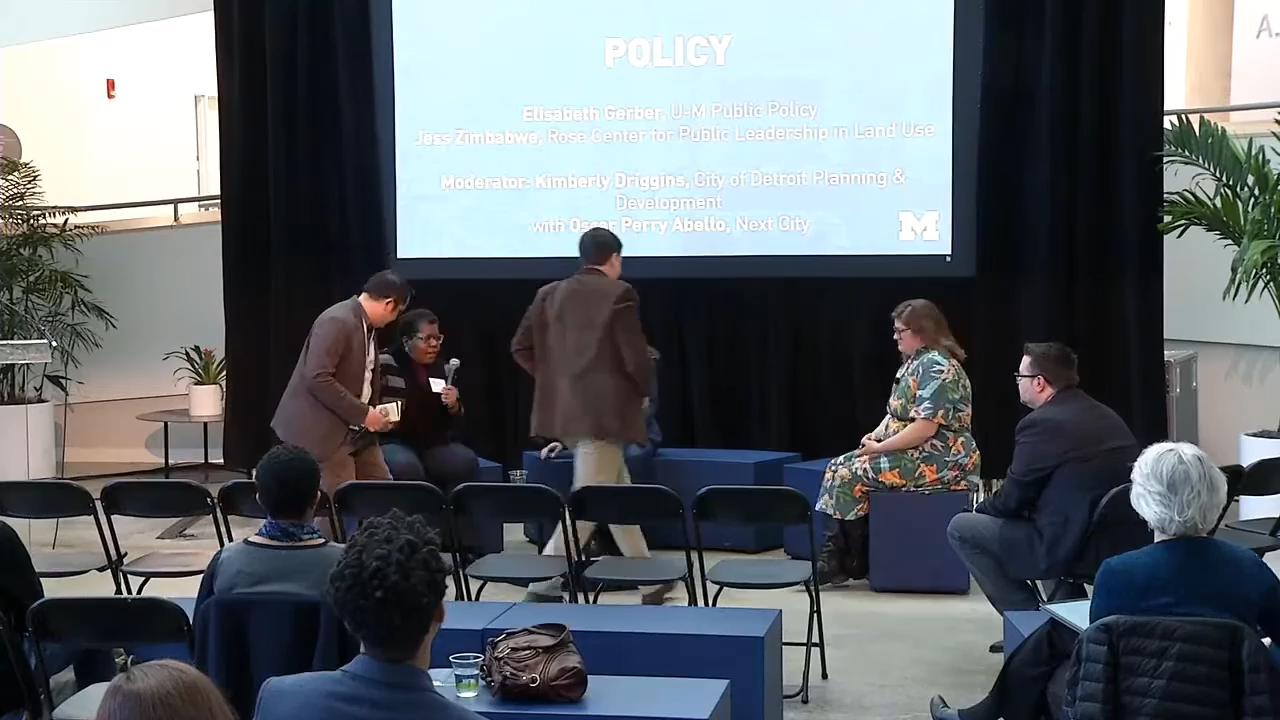 POLICY
Elisabeth Gerber, U-M Public Policy
Jess Zimbabwe, Rose Center for Public Leadership in Land Use
Moderator: Kimberly Driggins, City of Detroit Planning &
Development
with Oscar Perry Abello, Next City
M
A.